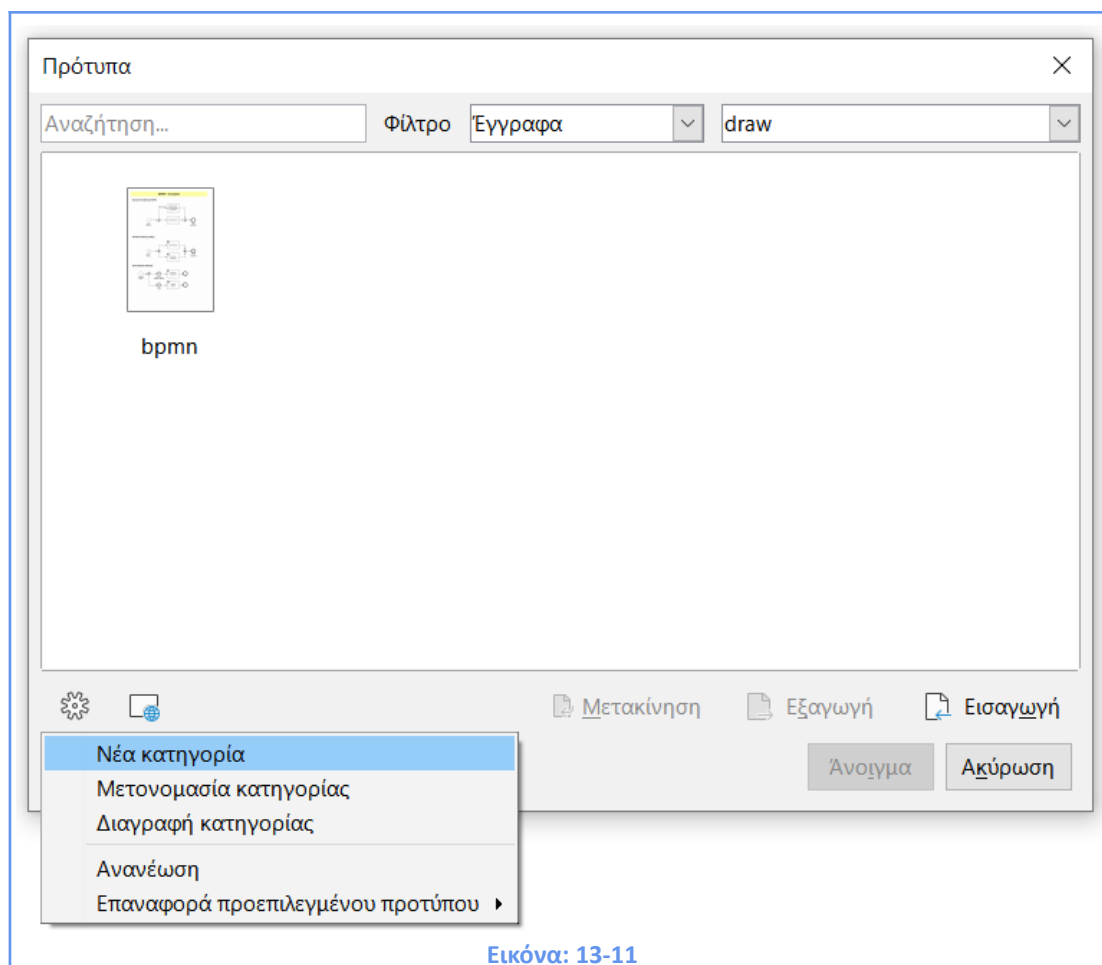 Πρότυπα
Αναζήτηση... Φίλτρο Έγγραφα draw
bpmn
Μετακίνηση Εξαγωγή Εισαγωγή
Νέα κατηγορία
Άνοιγμα Ακύρωση
Μετονομασία κατηγορίας
Διαγραφή κατηγορίας
Ανανέωση
Επαναφορά προεπιλεγμένου προτύπου
Εικόνα: 13-11